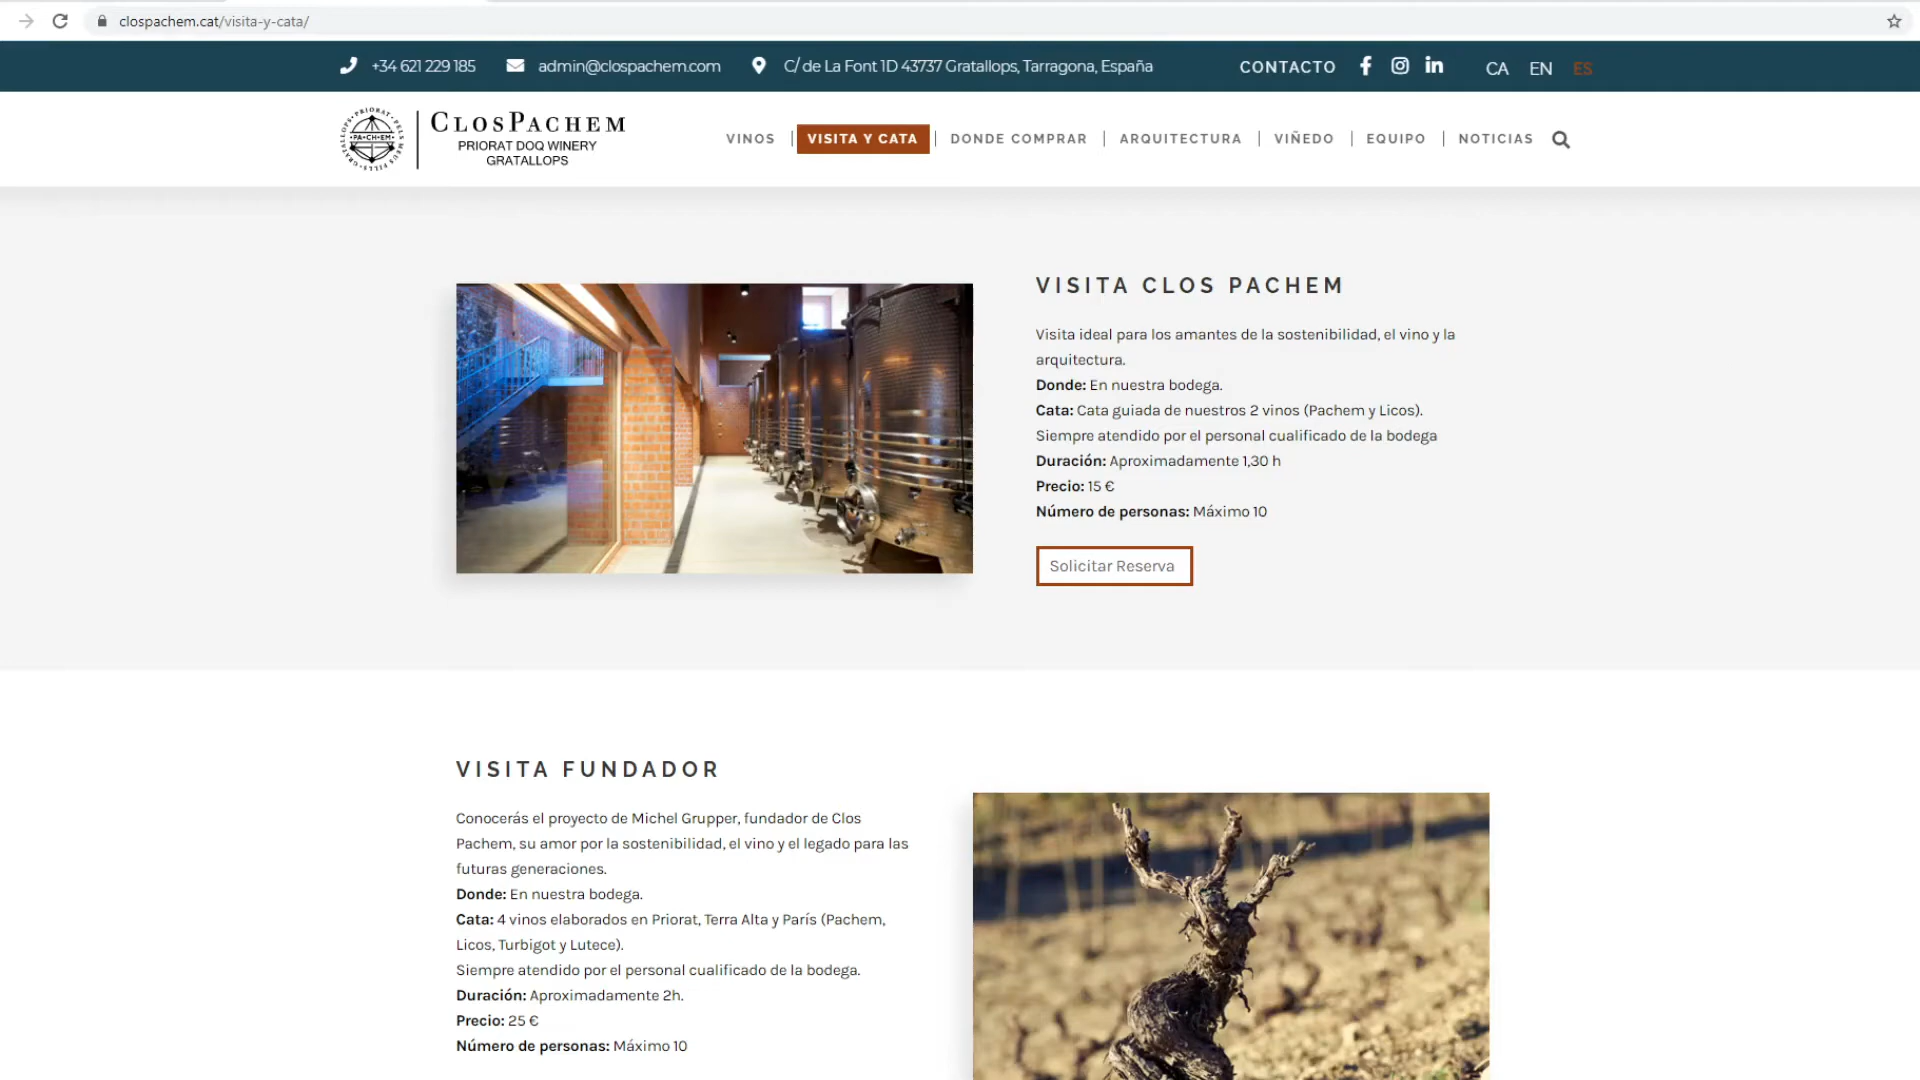 clospachem.cat/visita-y-cata/
+34 621 229 185 admin@clospachem.com C/ de La Font 1D 43737 Gratallops, Tarragona, España CONTACTO CA EN ES
CLOSPACHEM
PRIORAT DOQ WINERY
GRATALLOPS
PA-CH-EM
VINOS | VISITA Y CATA | DONDE COMPRAR | ARQUITECTURA | VIÑEDO | EQUIPO | NOTICIAS
VISITA CLOS PACHEM
Visita ideal para los amantes de la sostenibilidad, el vino y la
arquitectura.
Donde: En nuestra bodega.
Cata: Cata guiada de nuestros 2 vinos (Pachem y Licos).
Siempre atendido por el personal cualificado de la bodega
Duración: Aproximadamente 1,30 h
Precio: 15 €
Número de personas: Máximo 10
Solicitar Reserva
VISITA FUNDADOR
Conocerás el proyecto de Michel Grupper, fundador de Clos
Pachem, su amor por la sostenibilidad, el vino y el legado para las
futuras generaciones.
Donde: En nuestra bodega.
Cata: 4 vinos elaborados en Priorat, Terra Alta y París (Pachem,
Licos, Turbigot y Lutece).
Siempre atendido por el personal cualificado de la bodega.
Duración: Aproximadamente 2h.
Precio: 25 €
Número de personas: Máximo 10